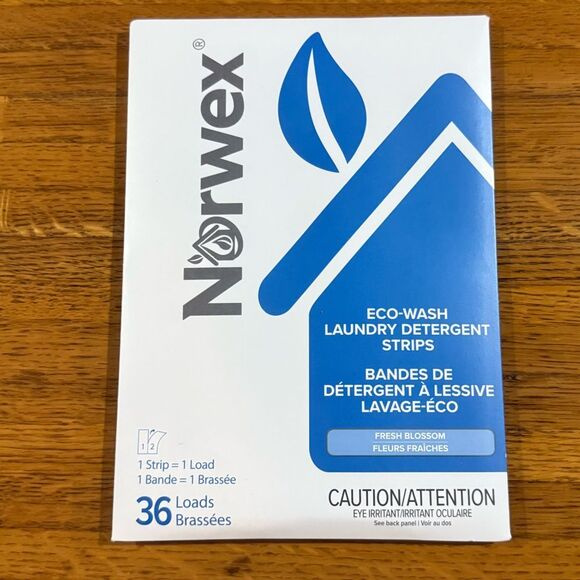 Norwex®
ECO-WASH
LAUNDRY DETERGENT
STRIPS
BANDES DE
DÉTERGENT À LESSIVE
LAVAGE-ÉCO
FRESH BLOSSOM
FLEURS FRAÎCHES
1 2
1 Strip = 1 Load
1 Bande = 1 Brassée
36 Loads
Brassées
CAUTION/ATTENTION
EYE IRRITANT/IRRITANT OCULAIRE
See back panel | Voir au dos